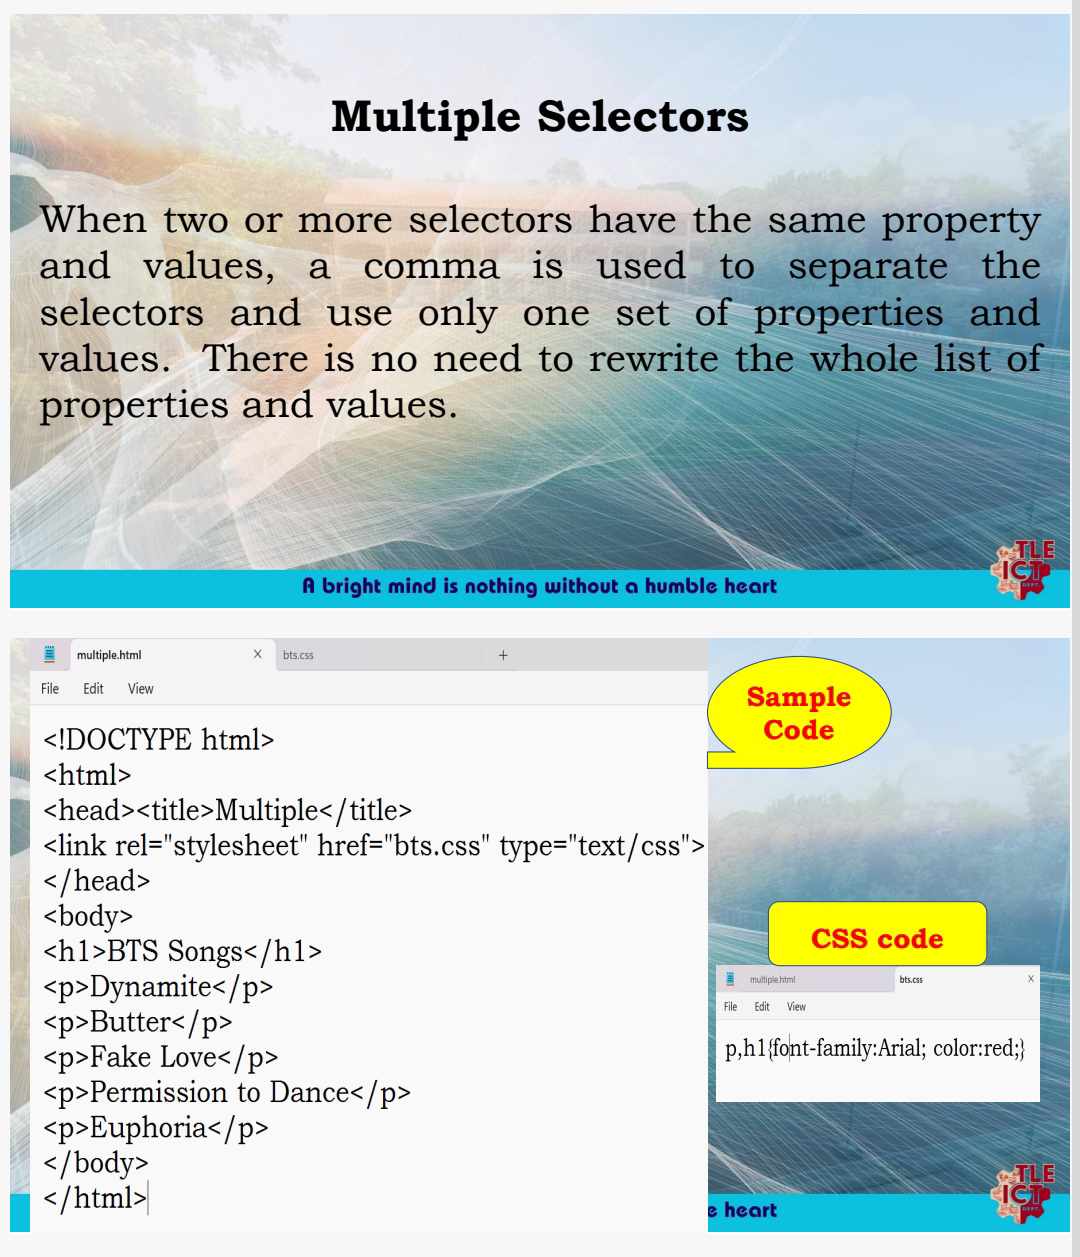 Multiple Selectors
When two or more selectors have the same property
and values, a comma is used to separate the
selectors and use only one set of properties and
values. There is no need to rewrite the whole list of
properties and values.
TLE
ICT
DEPT.
A bright mind is nothing without a humble heart
multiple.html X bts.css +
File Edit View
<!DOCTYPE html>
<html>
<head><title>Multiple</title>
<link rel="stylesheet" href="bts.css" type="text/css">
</head>
<body>
<h1>BTS Songs</h1>
<p>Dynamite</p>
<p>Butter</p>
<p>Fake Love</p>
<p>Permission to Dance</p>
<p>Euphoria</p>
</body>
</html>
Sample
Code
CSS code
multiple.html bts.css X
File Edit View
p,h1{font-family:Arial; color:red;}
TLE
ICT
DEPT.
e heart